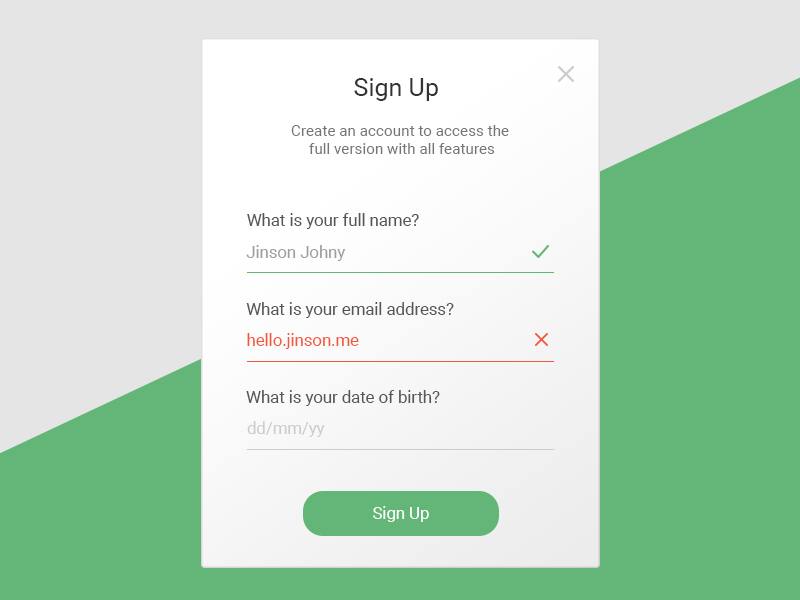 Sign Up
Create an account to access the
full version with all features
What is your full name?
Jinson Johny
What is your email address?
hello.jinson.me
What is your date of birth?
dd/mm/yy
Sign Up